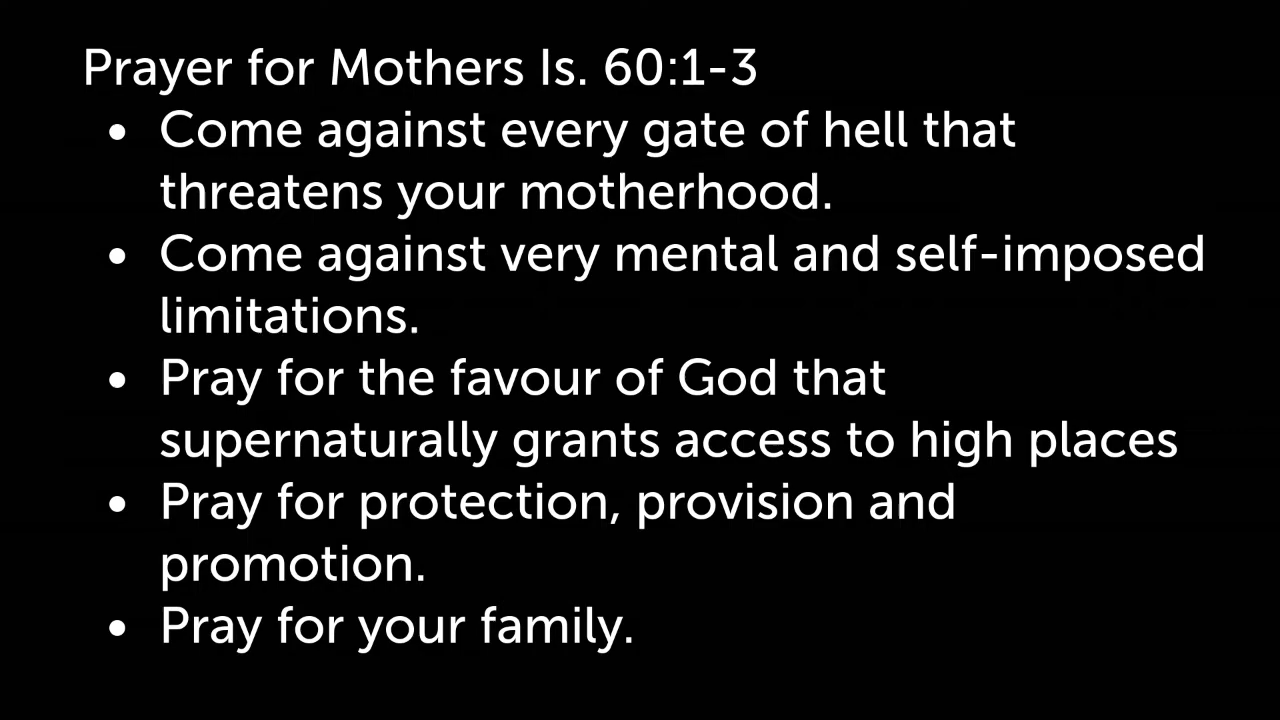 Prayer for Mothers Is. 60:1-3
• Come against every gate of hell that
threatens your motherhood.
• Come against very mental and self-imposed
limitations.
• Pray for the favour of God that
supernaturally grants access to high places
• Pray for protection, provision and
promotion.
• Pray for your family.